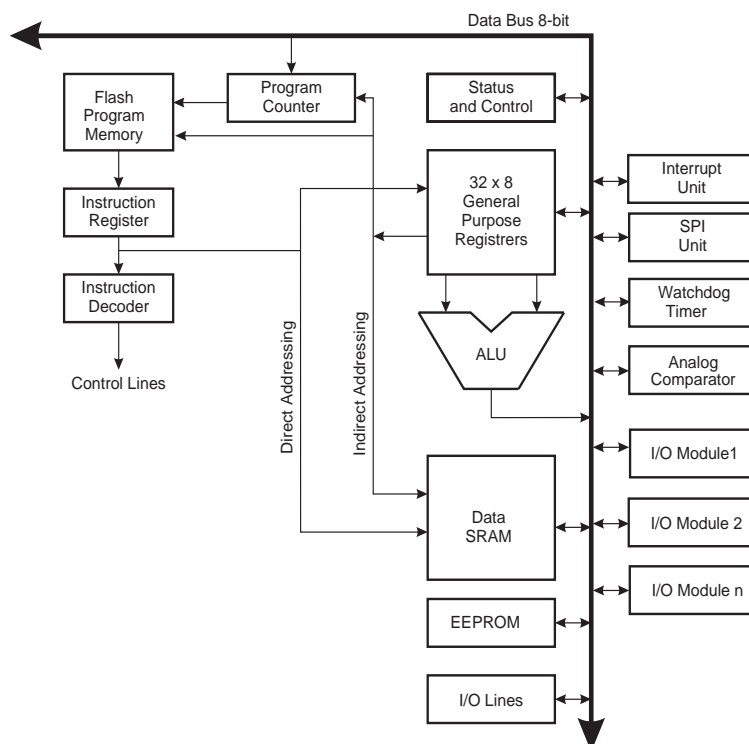 Data Bus 8-bit
Flash
Program
Memory
Program
Counter
Status
and Control
Instruction
Register
32 x 8
General
Purpose
Registrers
Interrupt
Unit
SPI
Unit
Instruction
Decoder
Watchdog
Timer
Control Lines
Direct Addressing
Indirect Addressing
ALU
Analog
Comparator
I/O Module1
Data
SRAM
I/O Module 2
I/O Module n
EEPROM
I/O Lines